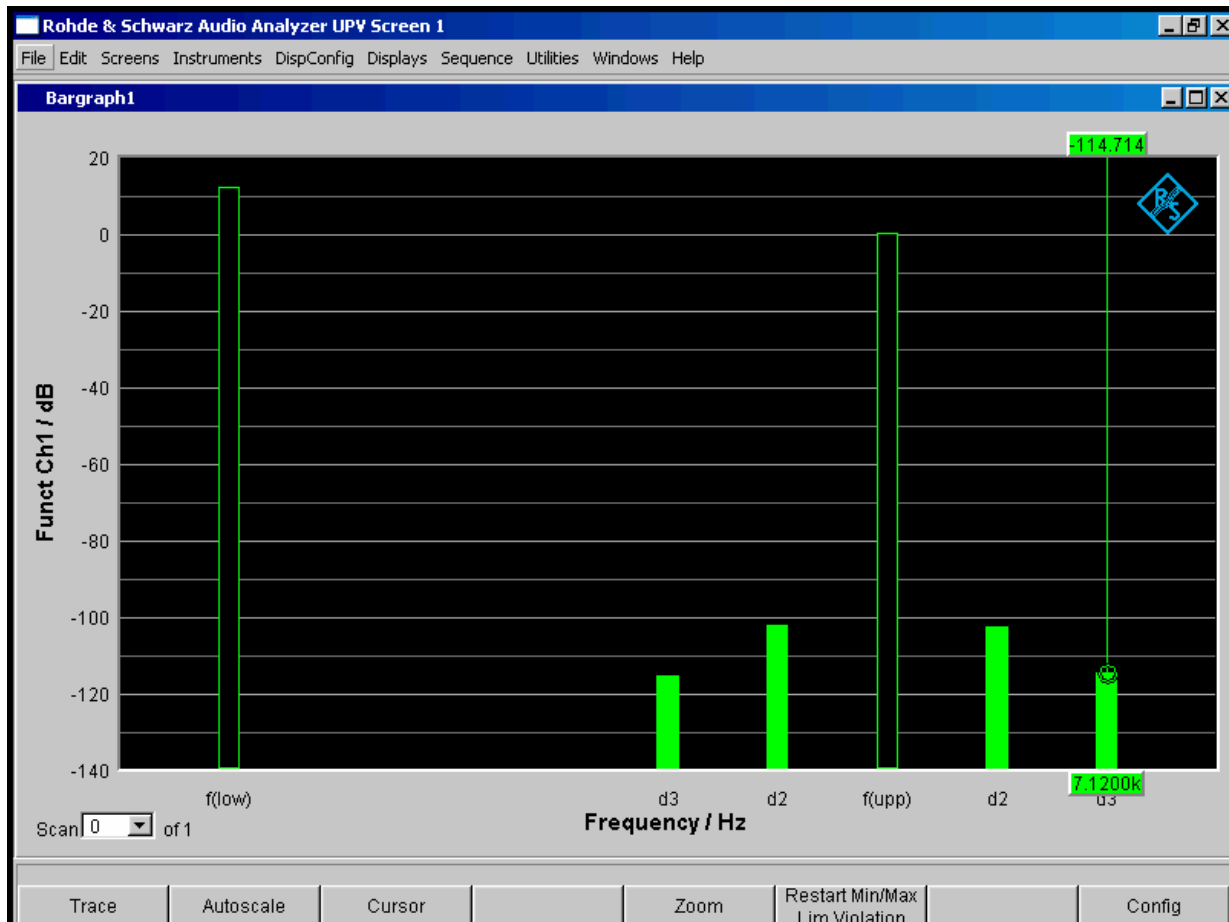 Rohde & Schwarz Audio Analyzer UPV Screen 1
File Edit Screens Instruments DispConfig Displays Sequence Utilities Windows Help
Bargraph1
-114.714
20
0
-20
-40
-60
-80
-100
-120
-140
Funct Ch1 / dB
R&S
f(low) d3 d2 f(upp) d2 d3
7.1200k
Frequency / Hz
Scan 0 of 1
Trace Autoscale Cursor Zoom Restart Min/Max Config
Lim Violation